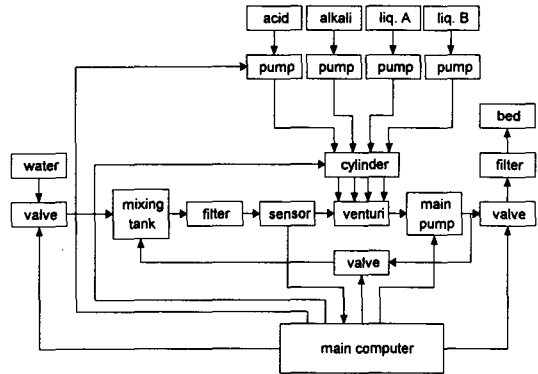 acid
alkali
liq. A
liq. B
pump
pump
pump
pump
bed
water
cylinder
filter
valve
mixing
tank
filter
sensor
venturi
main
pump
valve
valve
main computer